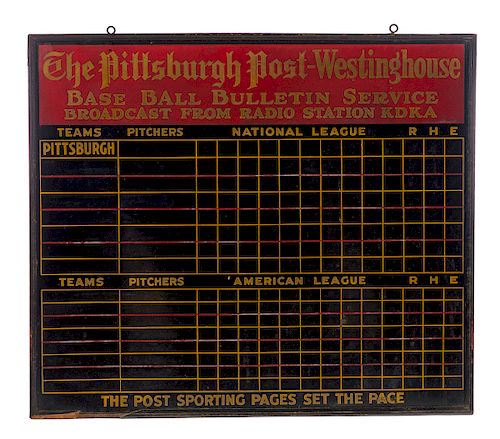 The Pittsburgh Post-Westinghouse
BASE BALL BULLETIN SERVICE
BROADCAST FROM RADIO STATION KDKA
TEAMS PITCHERS NATIONAL LEAGUE R H E
PITTSBURGH
TEAMS PITCHERS AMERICAN LEAGUE R H E
THE POST SPORTING PAGES SET THE PACE